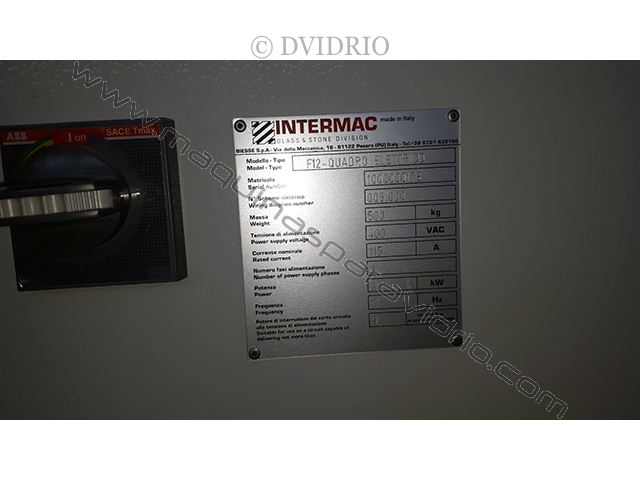 © DVIDRIO
ABB
I on
SACE Tmax
INTERMAC made in Italy
GLASS & STONE DIVISION
BIESSE S.p.A. - Via della Meccanica, 16 - 61122 Pesaro (PU) Italy - Tel.+39 0721 439100
Modello - Tipo
Model - Type
F12-QUADRO ELETTRICO
Matricola
Serial number
N° Schema elettrico
Wiring diagram number
Massa
Weight
500 kg
Tensione di alimentazione
Power supply voltage
400 VAC
Corrente nominale
Rated current
115 A
Numero fasi alimentazione
Number of power supply phases
Potenza
Power
kW
Frequenza
Frequency
Hz
Potere di interruzione del corto circuito
alla tensione di alimentazione
Suitable for use on a circuit capable of
delivering not more than
www.maquinasparavidrio.com